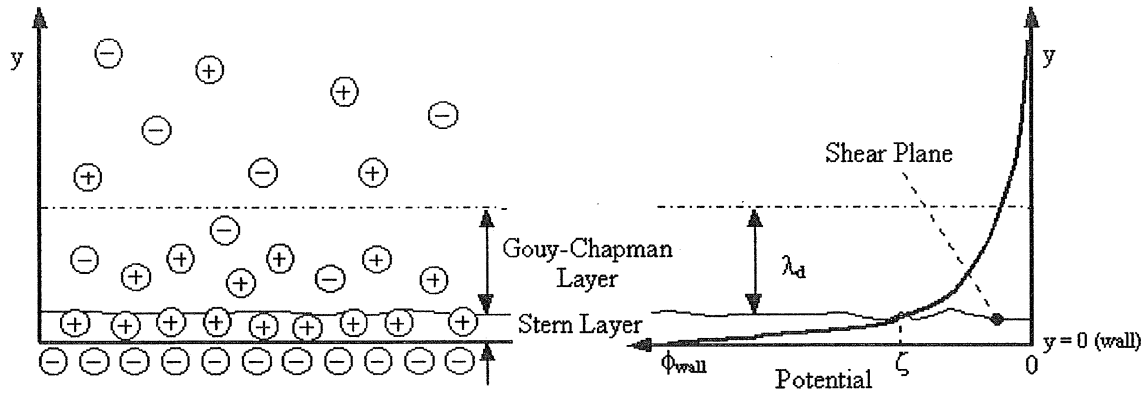 y
y
Shear Plane
Gouy-Chapman
Layer
λd
Stern Layer
y = 0 (wall)
ϕwall
ζ
0
Potential